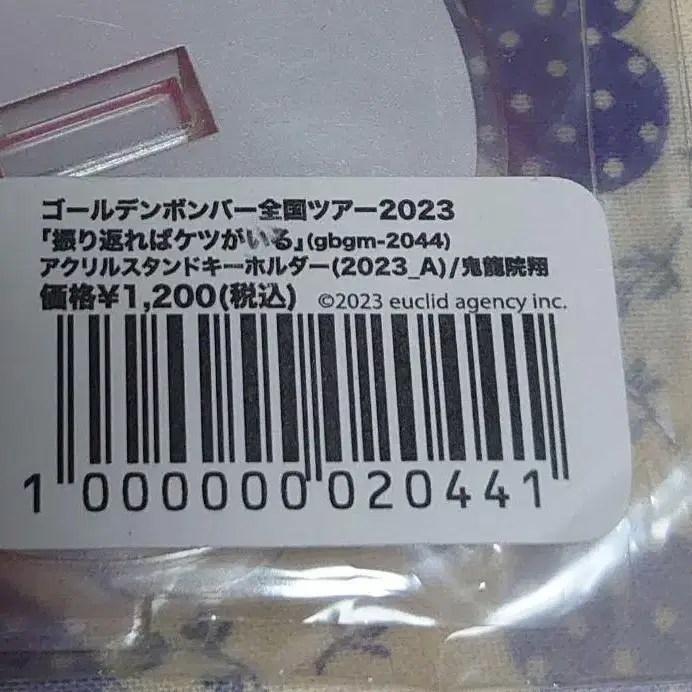 ゴールデンボンバー全国ツアー2023
「振り返ればケツがいる」(gbgm-2044)
アクリルスタンドキーホルダー(2023_A)/鬼龍院翔
価格¥1,200(税込) ©2023 euclid agency inc.
1 000000 020441